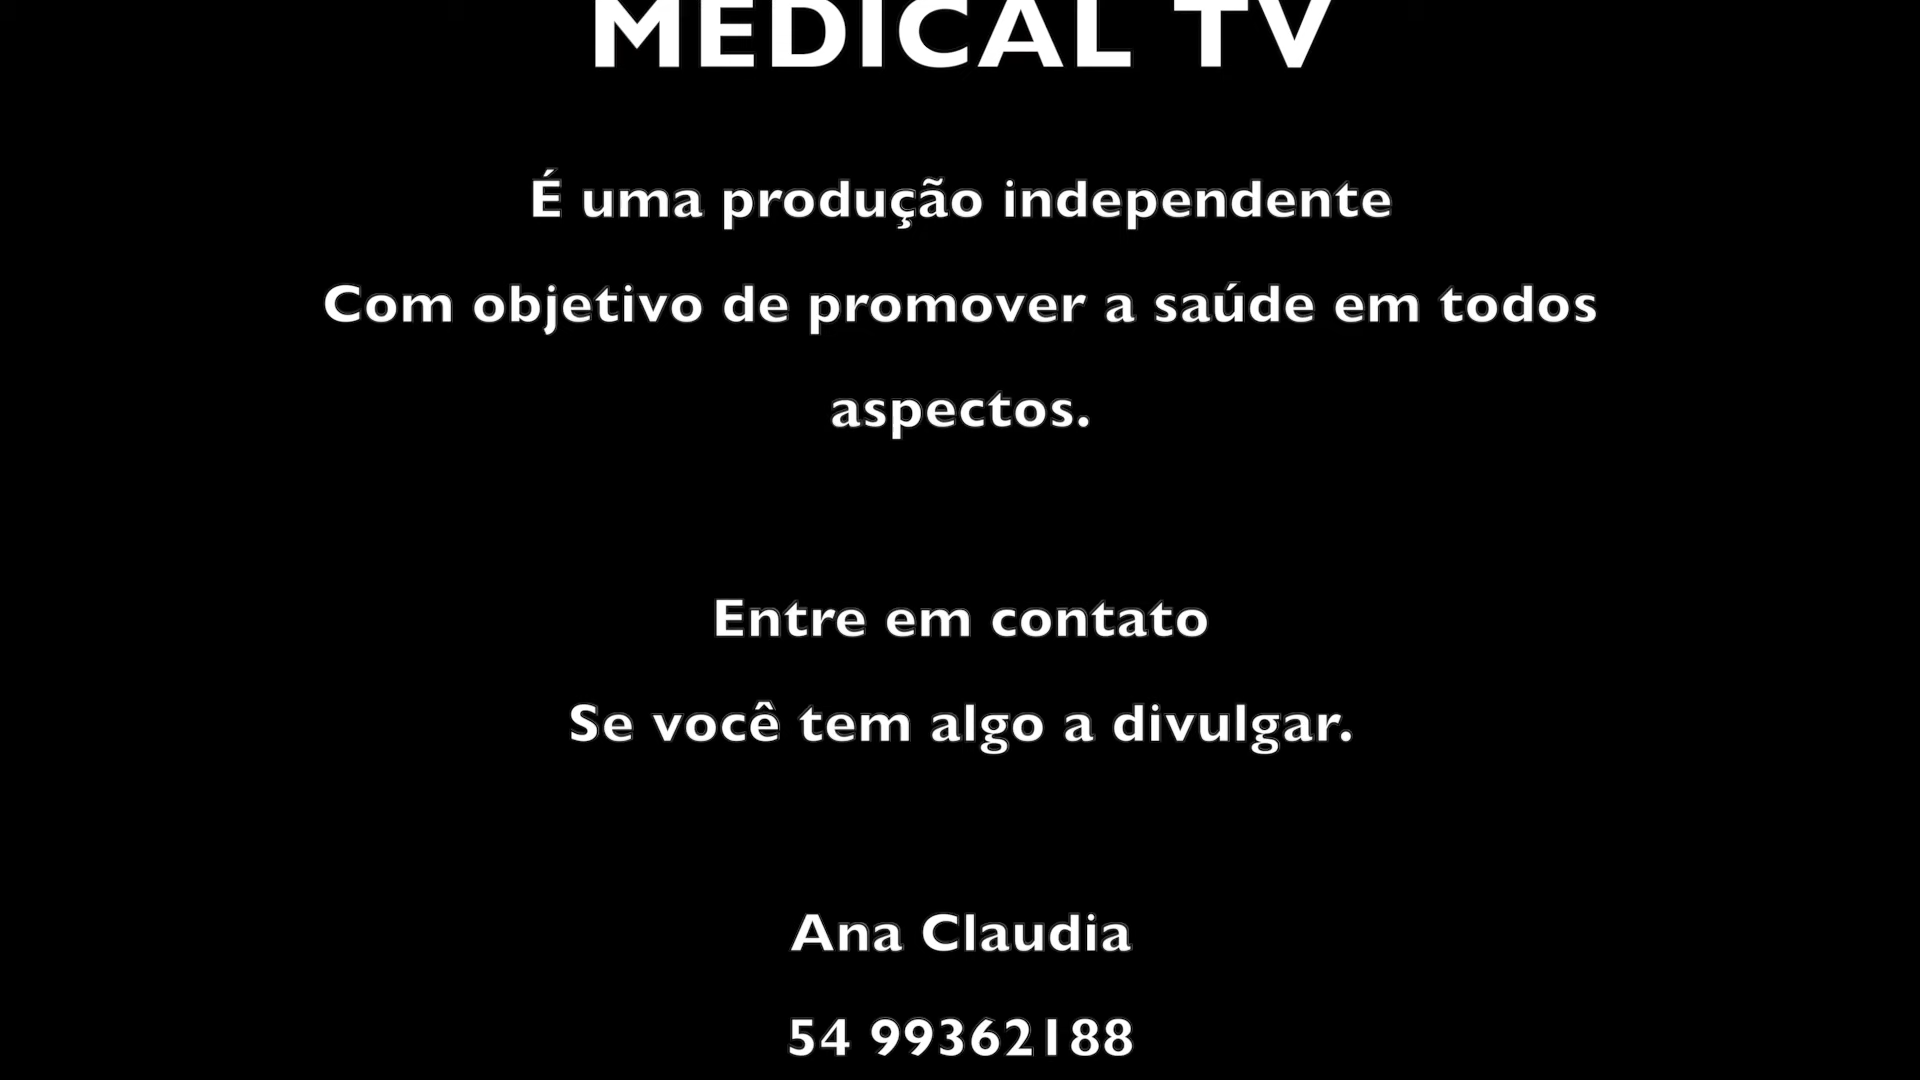 MEDICAL TV
É uma produção independente
Com objetivo de promover a saúde em todos
aspectos.
Entre em contato
Se você tem algo a divulgar.
Ana Claudia
54 99362188